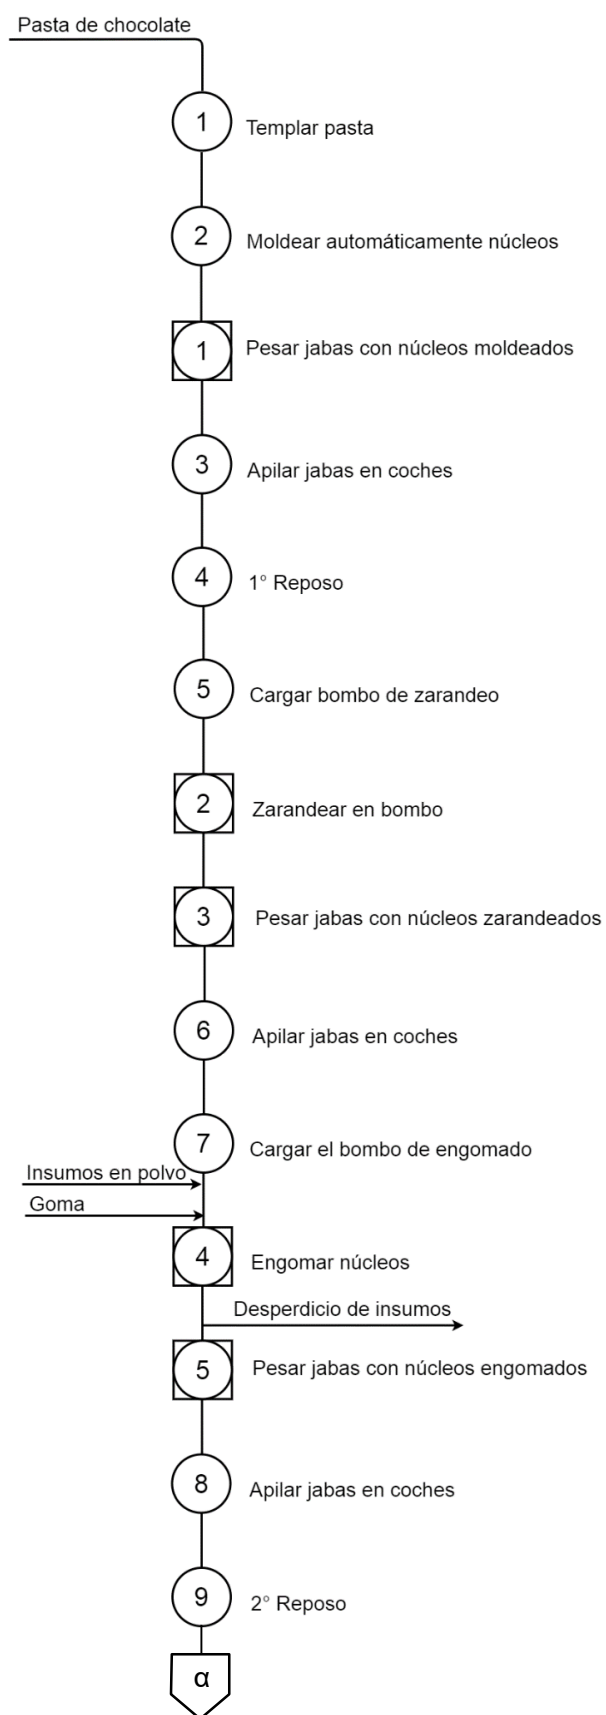 Pasta de chocolate
1 Templar pasta
2 Moldear automáticamente núcleos
1 Pesar jabas con núcleos moldeados
3 Apilar jabas en coches
4 1° Reposo
5 Cargar bombo de zarandeo
2 Zarandear en bombo
3 Pesar jabas con núcleos zarandeados
6 Apilar jabas en coches
7 Cargar el bombo de engomado
Insumos en polvo
Goma
4 Engomar núcleos
Desperdicio de insumos
5 Pesar jabas con núcleos engomados
8 Apilar jabas en coches
9 2° Reposo
α